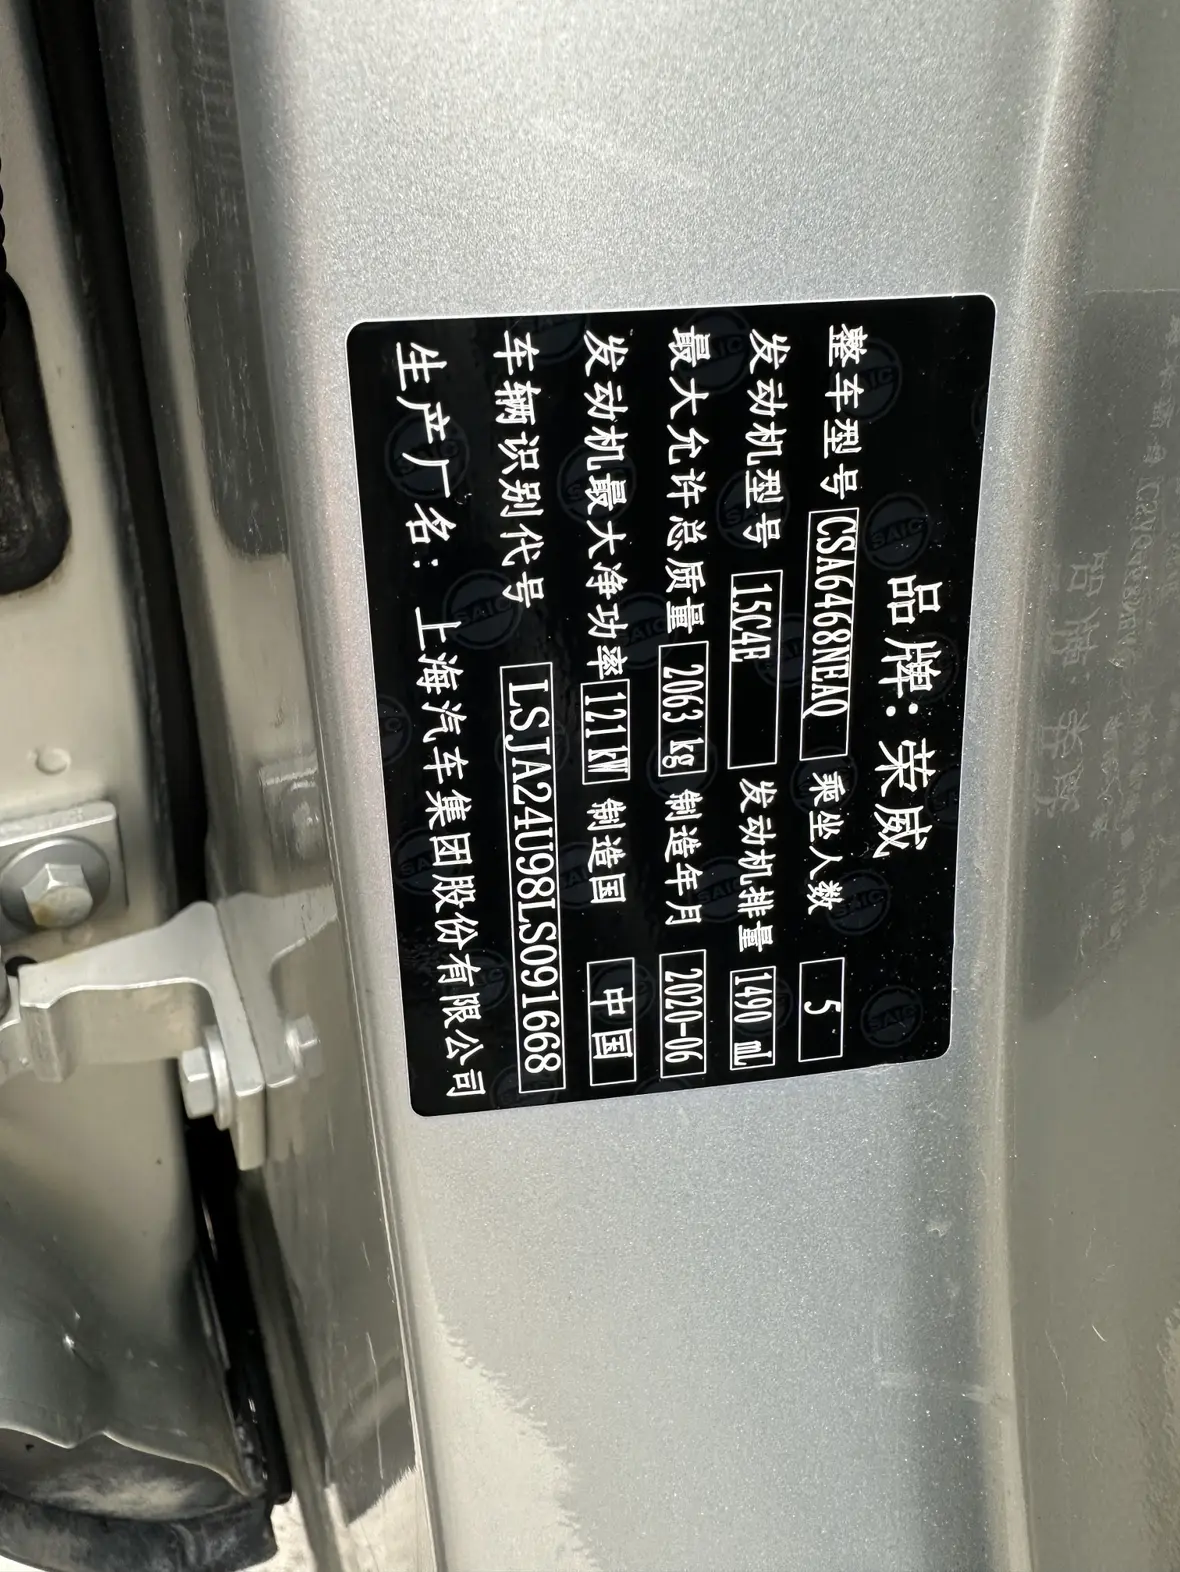 品牌: 荣威
整车型号 CSA6468NEAQ 乘坐人数 5
发动机型号 15C4E 发动机排量 1490 mL
最大允许总质量 2063 kg 制造年月 2020-06
发动机最大净功率 121 kW 制造国 中国
车辆识别代号 LSJA24U98LS091668
生产厂名: 上海汽车集团股份有限公司